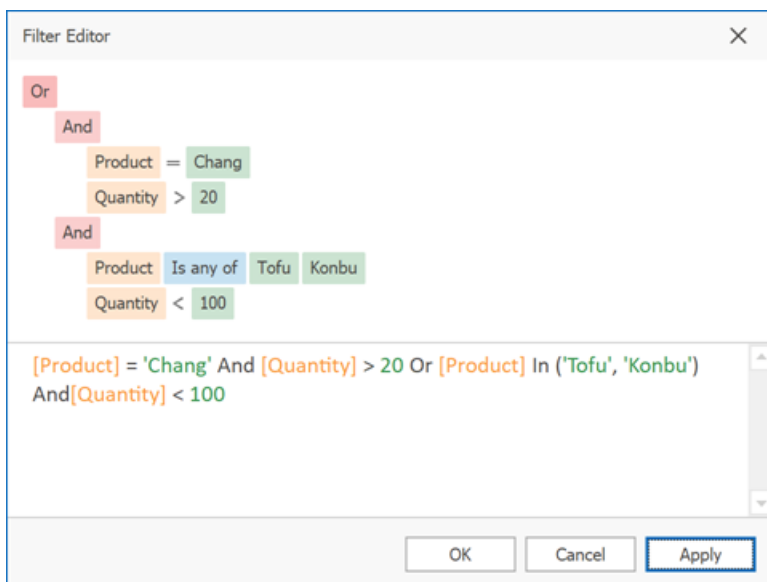 Filter Editor
Or
And
Product = Chang
Quantity > 20
And
Product Is any of Tofu Konbu
Quantity < 100
[Product] = 'Chang' And [Quantity] > 20 Or [Product] In ('Tofu', 'Konbu')
And[Quantity] < 100
OK Cancel Apply